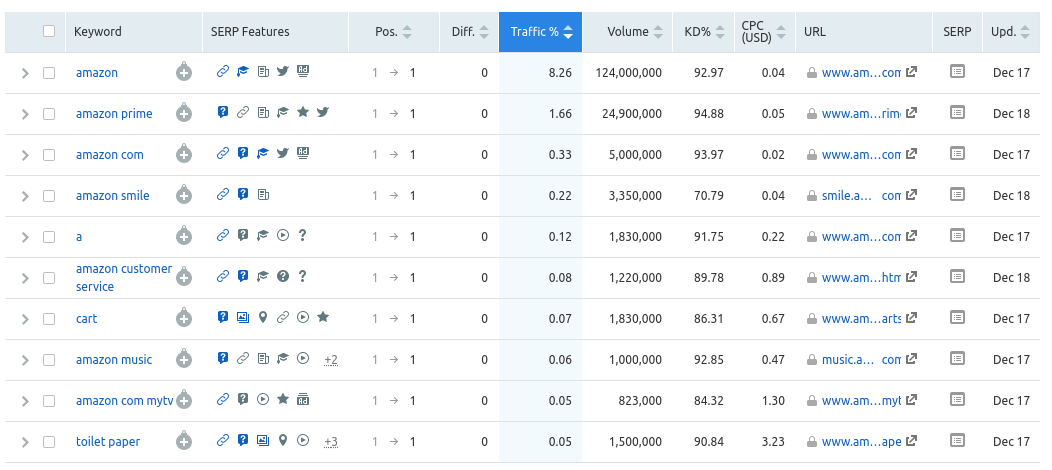 Keyword SERP Features Pos. Diff. Traffic % Volume KD% CPC (USD) URL SERP Upd.
amazon 1 → 1 0 8.26 124,000,000 92.97 0.04 www.am...com Dec 17
amazon prime 1 → 1 0 1.66 24,900,000 94.88 0.05 www.am...rim Dec 18
amazon com 1 → 1 0 0.33 5,000,000 93.97 0.02 www.am...com Dec 17
amazon smile 1 → 1 0 0.22 3,350,000 70.79 0.04 smile.a... com Dec 18
a 1 → 1 0 0.12 1,830,000 91.75 0.22 www.am...com Dec 17
amazon customer service 1 → 1 0 0.08 1,220,000 89.78 0.89 www.am...htm Dec 18
cart 1 → 1 0 0.07 1,830,000 86.31 0.67 www.am...arts Dec 17
amazon music +2 1 → 1 0 0.06 1,000,000 92.85 0.47 music.a... com Dec 17
amazon com mytv 1 → 1 0 0.05 823,000 84.32 1.30 www.am...myt Dec 17
toilet paper +3 1 → 1 0 0.05 1,500,000 90.84 3.23 www.am...ape Dec 17